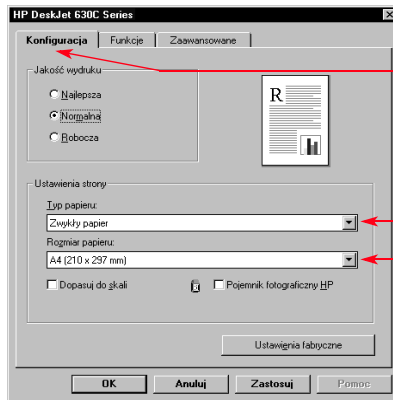 HP DeskJet 630C Series
Konfiguracja Funkcje Zaawansowane
Jakość wydruku
Najlepsza
Normalna
Robocza
R
Ustawienia strony
Typ papieru:
Zwykły papier
Rozmiar papieru:
A4 (210 x 297 mm)
Dopasuj do skali Pojemnik fotograficzny HP
Ustawienia fabryczne
OK Anuluj Zastosuj Pomoc